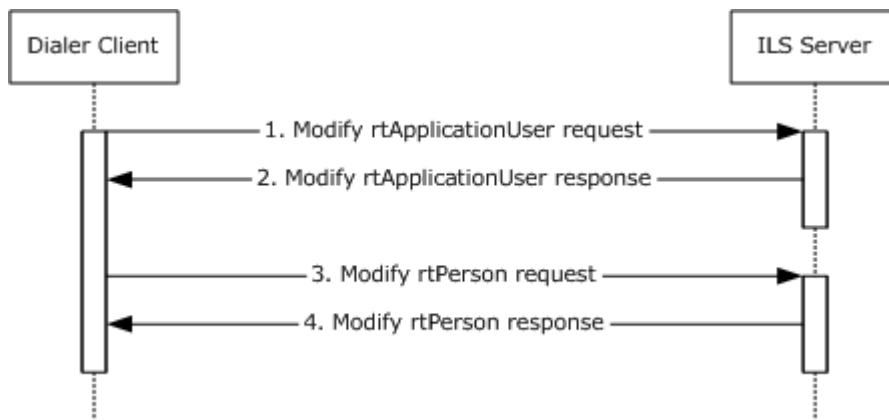 Dialer Client
ILS Server
1. Modify rtApplicationUser request
2. Modify rtApplicationUser response
3. Modify rtPerson request
4. Modify rtPerson response